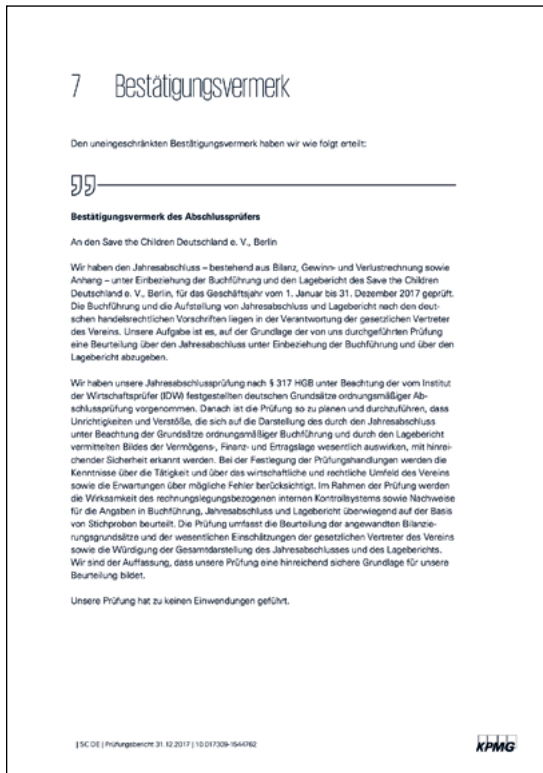 7 Bestätigungsvermerk
Den uneingeschränkten Bestätigungsvermerk haben wir wie folgt erteilt:
Bestätigungsvermerk des Abschlussprüfers
An den Save the Children Deutschland e. V., Berlin
Wir haben den Jahresabschluss – bestehend aus Bilanz, Gewinn- und Verlustrechnung sowie
Anhang – unter Einbeziehung der Buchführung und den Lagebericht des Save the Children
Deutschland e. V., Berlin, für das Geschäftsjahr vom 1. Januar bis 31. Dezember 2017 geprüft.
Die Buchführung und die Aufstellung von Jahresabschluss und Lagebericht nach den deut-
schen handelsrechtlichen Vorschriften liegen in der Verantwortung der gesetzlichen Vertreter
des Vereins. Unsere Aufgabe ist es, auf der Grundlage der von uns durchgeführten Prüfung
eine Beurteilung über den Jahresabschluss unter Einbeziehung der Buchführung und über den
Lagebericht abzugeben.
Wir haben unsere Jahresabschlussprüfung nach § 317 HGB unter Beachtung der vom Institut
der Wirtschaftsprüfer (IDW) festgestellten deutschen Grundsätze ordnungsmäßiger Ab-
schlussprüfung vorgenommen. Danach ist die Prüfung so zu planen und durchzuführen, dass
Unrichtigkeiten und Verstöße, die sich auf die Darstellung des durch den Jahresabschluss
unter Beachtung der Grundsätze ordnungsmäßiger Buchführung und durch den Lagebericht
vermittelten Bildes der Vermögens-, Finanz- und Ertragslage wesentlich auswirken, mit hinrei-
chender Sicherheit erkannt werden. Bei der Festlegung der Prüfungshandlungen werden die
Kenntnisse über die Tätigkeit und über das wirtschaftliche und rechtliche Umfeld des Vereins
sowie die Erwartungen über mögliche Fehler berücksichtigt. Im Rahmen der Prüfung werden
die Wirksamkeit des rechnungslegungsbezogenen internen Kontrollsystems sowie Nachweise
für die Angaben in Buchführung, Jahresabschluss und Lagebericht überwiegend auf der Basis
von Stichproben beurteilt. Die Prüfung umfasst die Beurteilung der angewandten Bilanzie-
rungsgrundsätze und der wesentlichen Einschätzungen der gesetzlichen Vertreter des Vereins
sowie die Würdigung der Gesamtdarstellung des Jahresabschlusses und des Lageberichts.
Wir sind der Auffassung, dass unsere Prüfung eine hinreichend sichere Grundlage für unsere
Beurteilung bildet.
Unsere Prüfung hat zu keinen Einwendungen geführt.
| SC DE | Prüfungsbericht 31.12.2017 | 10.017309-1544762
KPMG